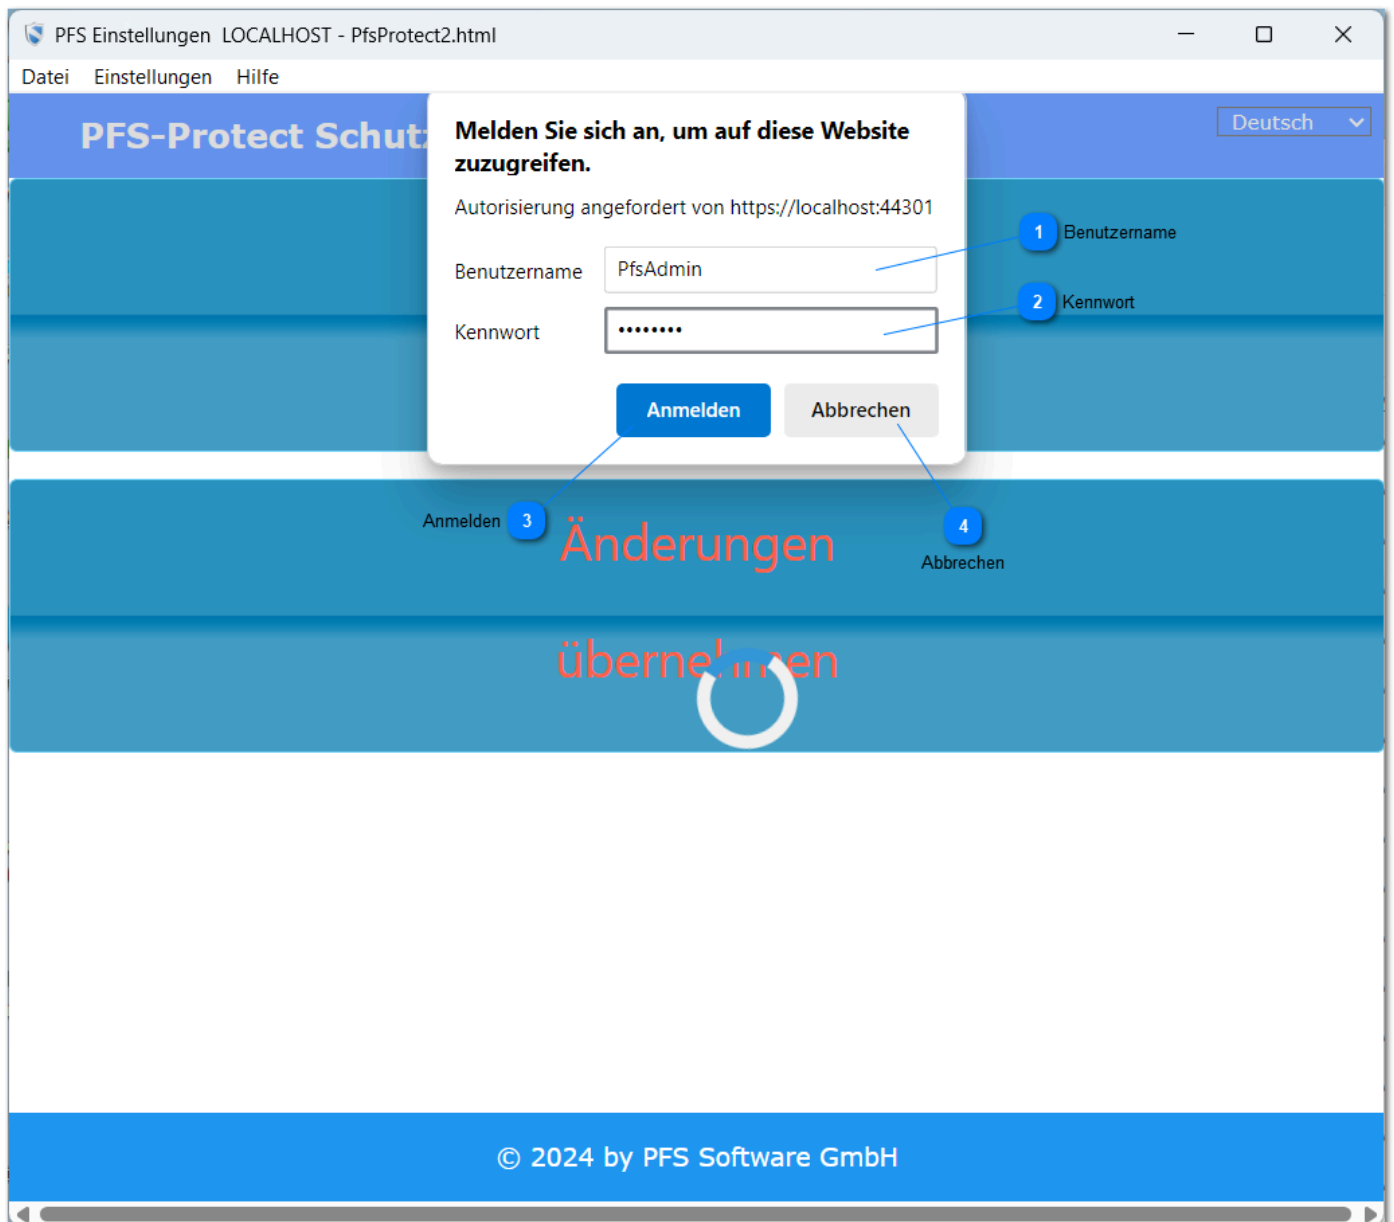 PFS Einstellungen LOCALHOST - PfsProtect2.html
Datei Einstellungen Hilfe
PFS-Protect Schutz
Deutsch
Melden Sie sich an, um auf diese Website
zuzugreifen.
Autorisierung angefordert von https://localhost:44301
1 Benutzername
Benutzername PfsAdmin
2 Kennwort
Kennwort ••••••••
Anmelden Abbrechen
Anmelden 3
4
Abbrechen
Änderungen
übernehmen
© 2024 by PFS Software GmbH